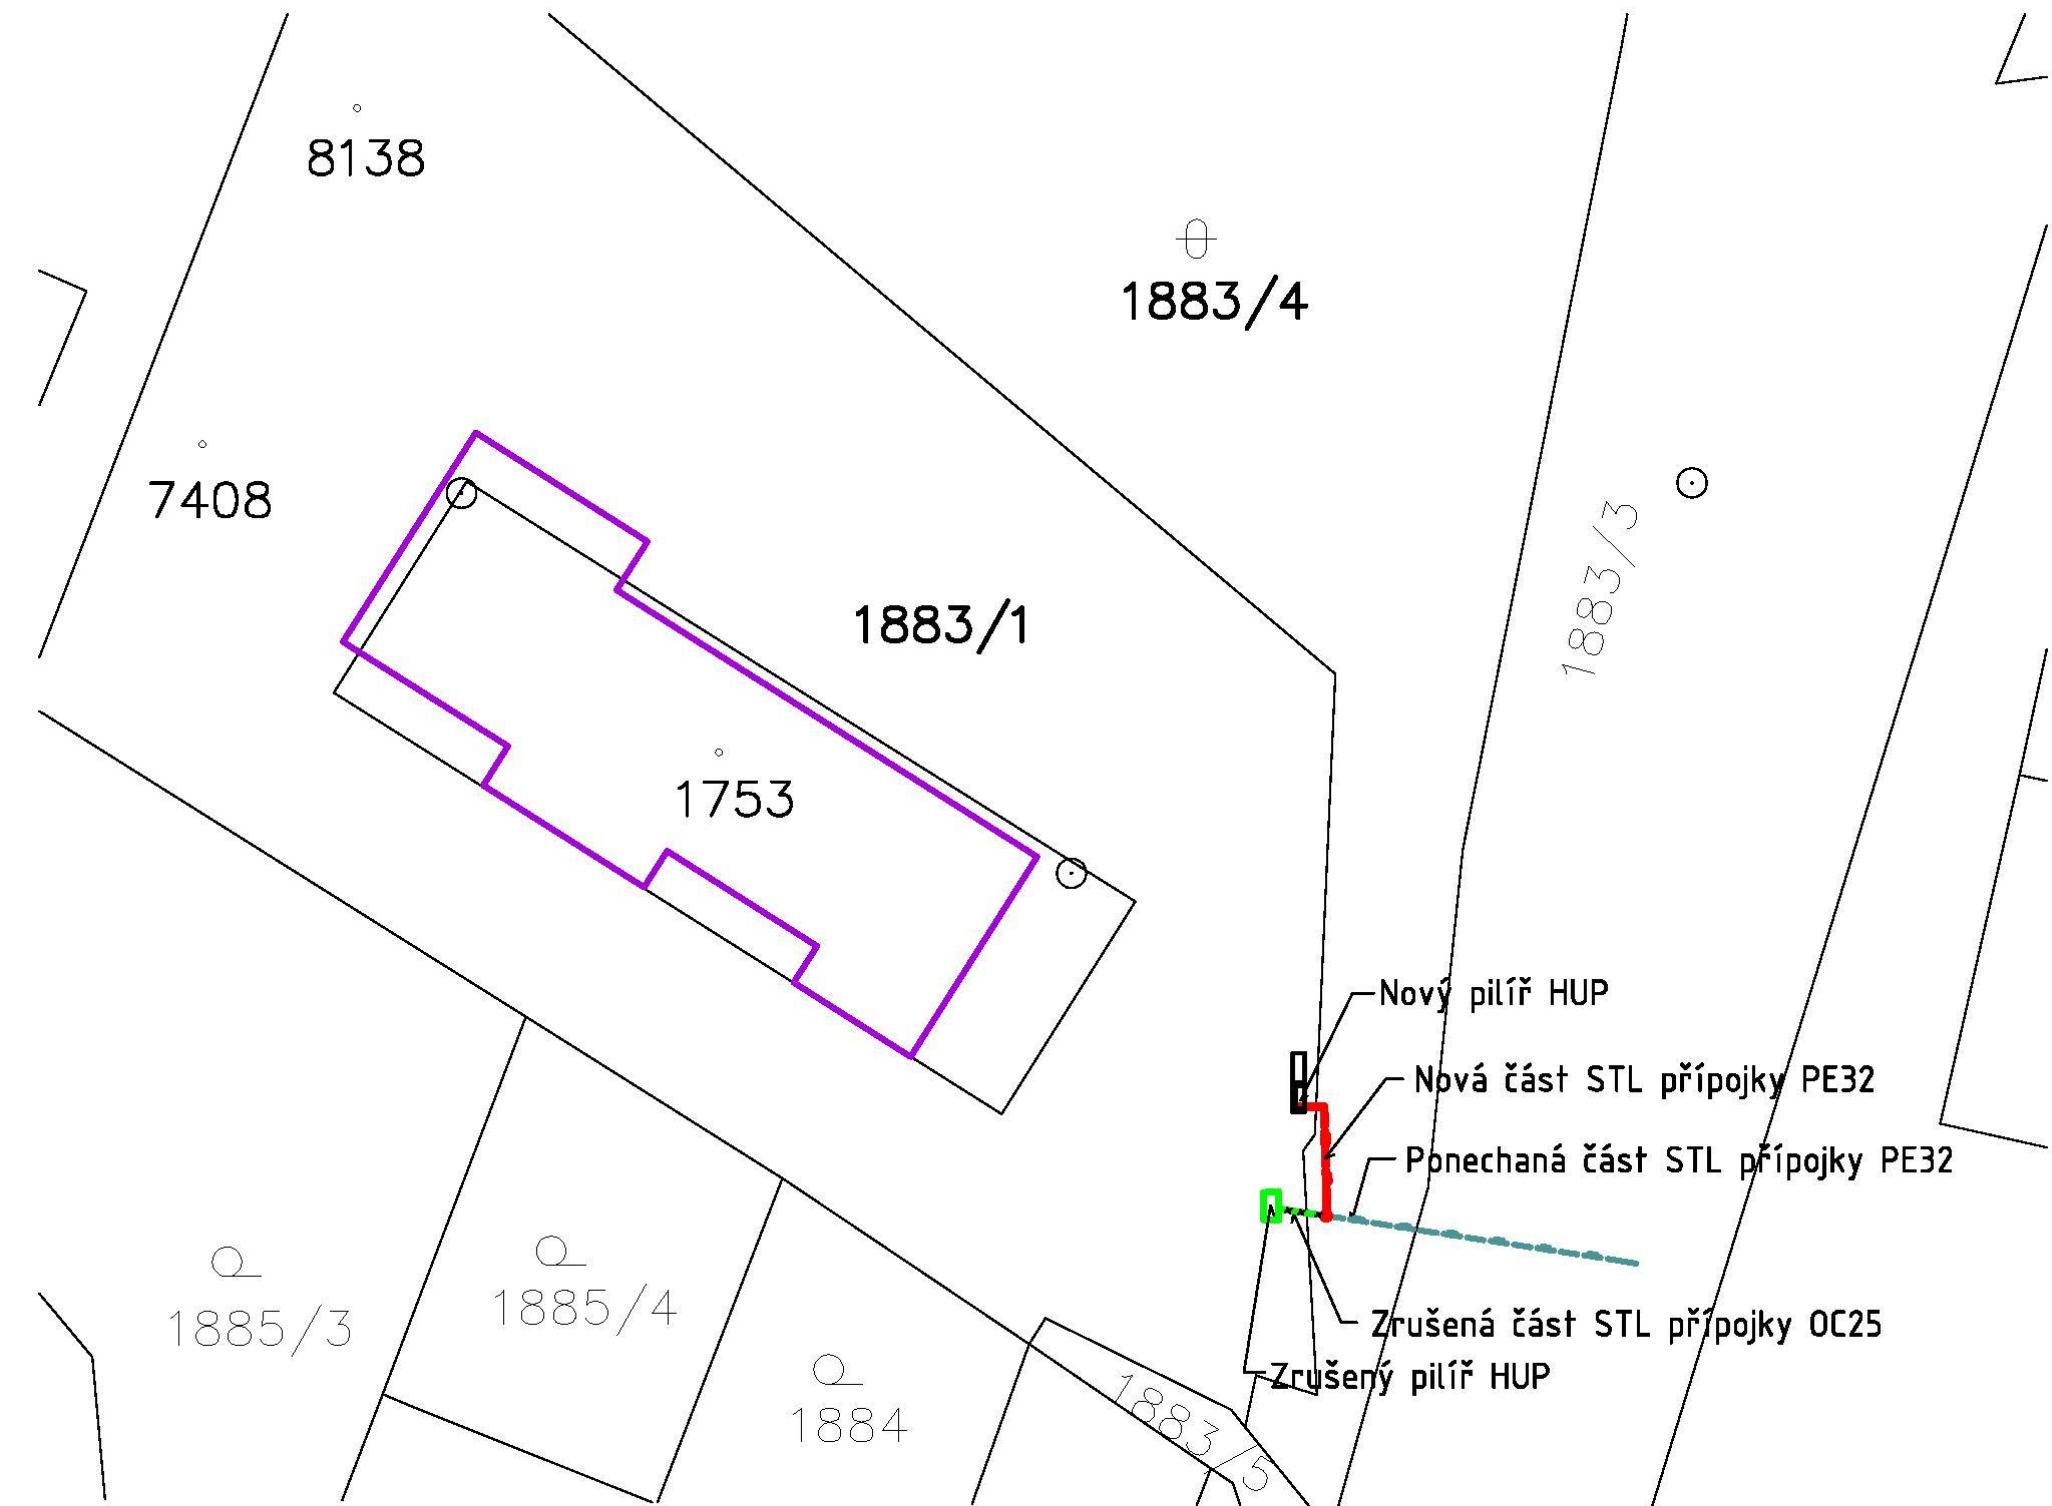 8138
1883/4
7408
1883/3
1883/1
1753
Nový pilíř HUP
Nová část STL přípojky PE32
Ponechaná část STL přípojky PE32
1885/3
1885/4
Zrušená část STL přípojky OC25
Zrušený pilíř HUP
1884
1883/5